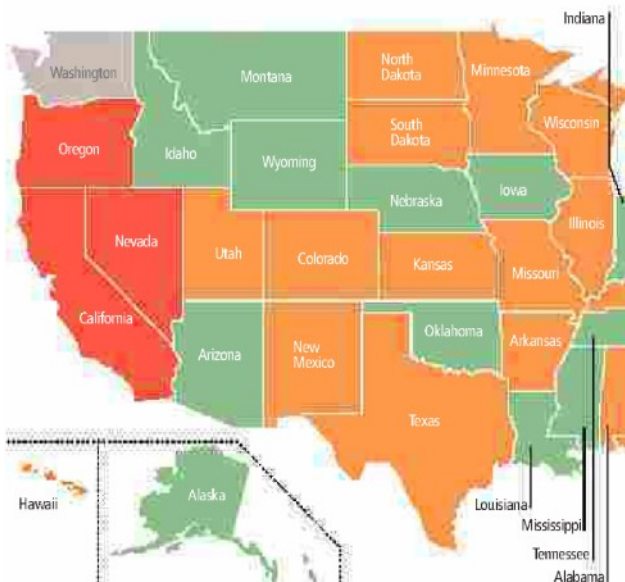 Indiana
Washington
Montana
North
Dakota
Minnesota
Oregon
Idaho
Wyoming
South
Dakota
Wisconsin
Nebraska
Iowa
Illinois
Nevada
Utah
Colorado
Kansas
Missouri
California
Arizona
New
Mexico
Oklahoma
Arkansas
Texas
Hawaii
Alaska
Louisiana
Mississippi
Tennessee
Alabama